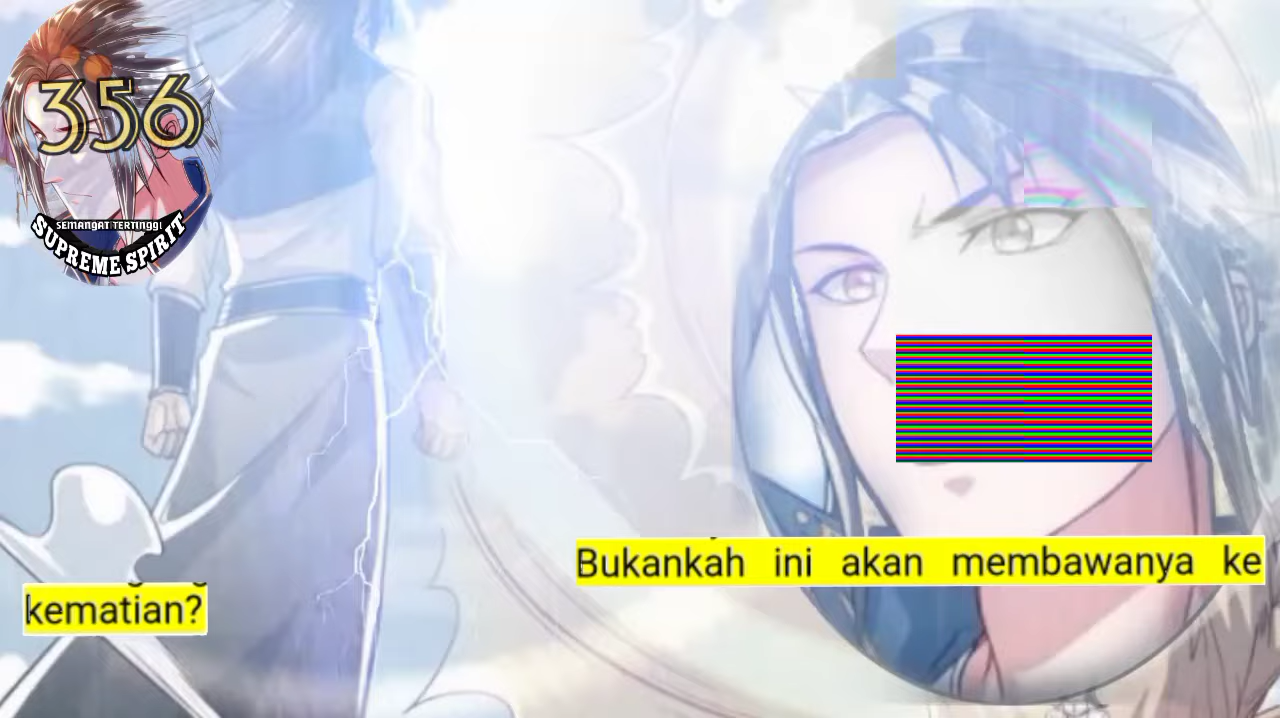 356
SEMANGAT TERTINGGI
SUPREME SPIRIT
Bukankah ini akan membawanya ke
kematian?